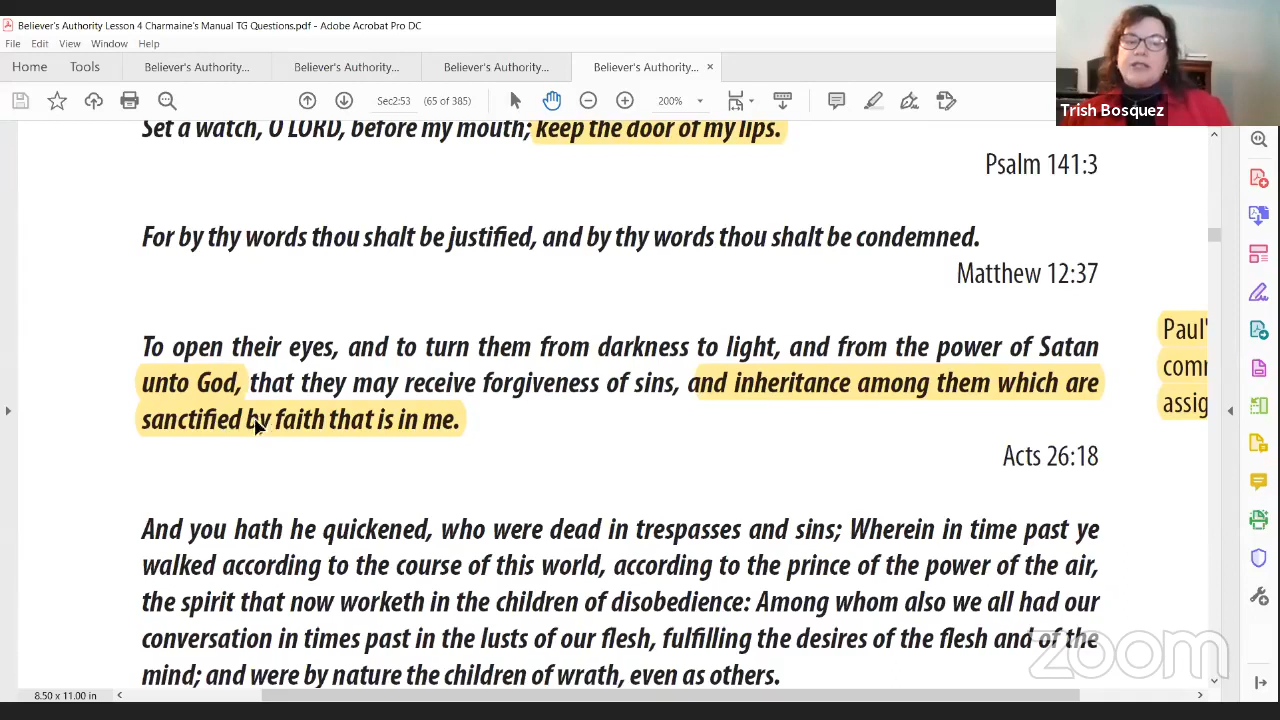 Believer's Authority Lesson 4 Charmaine's Manual TG Questions.pdf - Adobe Acrobat Pro DC
File Edit View Window Help
Home Tools Believer's Authority... Believer's Authority... Believer's Authority... Believer's Authority... ×
Sec2:53 (65 of 385) 200%
Trish Bosquez
Set a watch, O LORD, before my mouth; keep the door of my lips.
Psalm 141:3
For by thy words thou shalt be justified, and by thy words thou shalt be condemned.
Matthew 12:37
To open their eyes, and to turn them from darkness to light, and from the power of Satan
unto God, that they may receive forgiveness of sins, and inheritance among them which are
sanctified by faith that is in me.
Acts 26:18
Paul'
comm
assig
And you hath he quickened, who were dead in trespasses and sins; Wherein in time past ye
walked according to the course of this world, according to the prince of the power of the air,
the spirit that now worketh in the children of disobedience: Among whom also we all had our
conversation in times past in the lusts of our flesh, fulfilling the desires of the flesh and of the
mind; and were by nature the children of wrath, even as others.
zoom
8.50 x 11.00 in